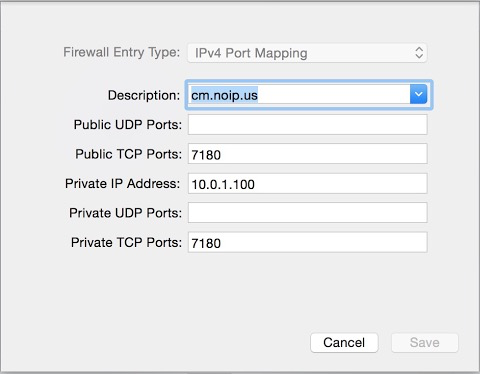 Firewall Entry Type: IPv4 Port Mapping
Description: cm.noip.us
Public UDP Ports:
Public TCP Ports: 7180
Private IP Address: 10.0.1.100
Private UDP Ports:
Private TCP Ports: 7180
Cancel Save